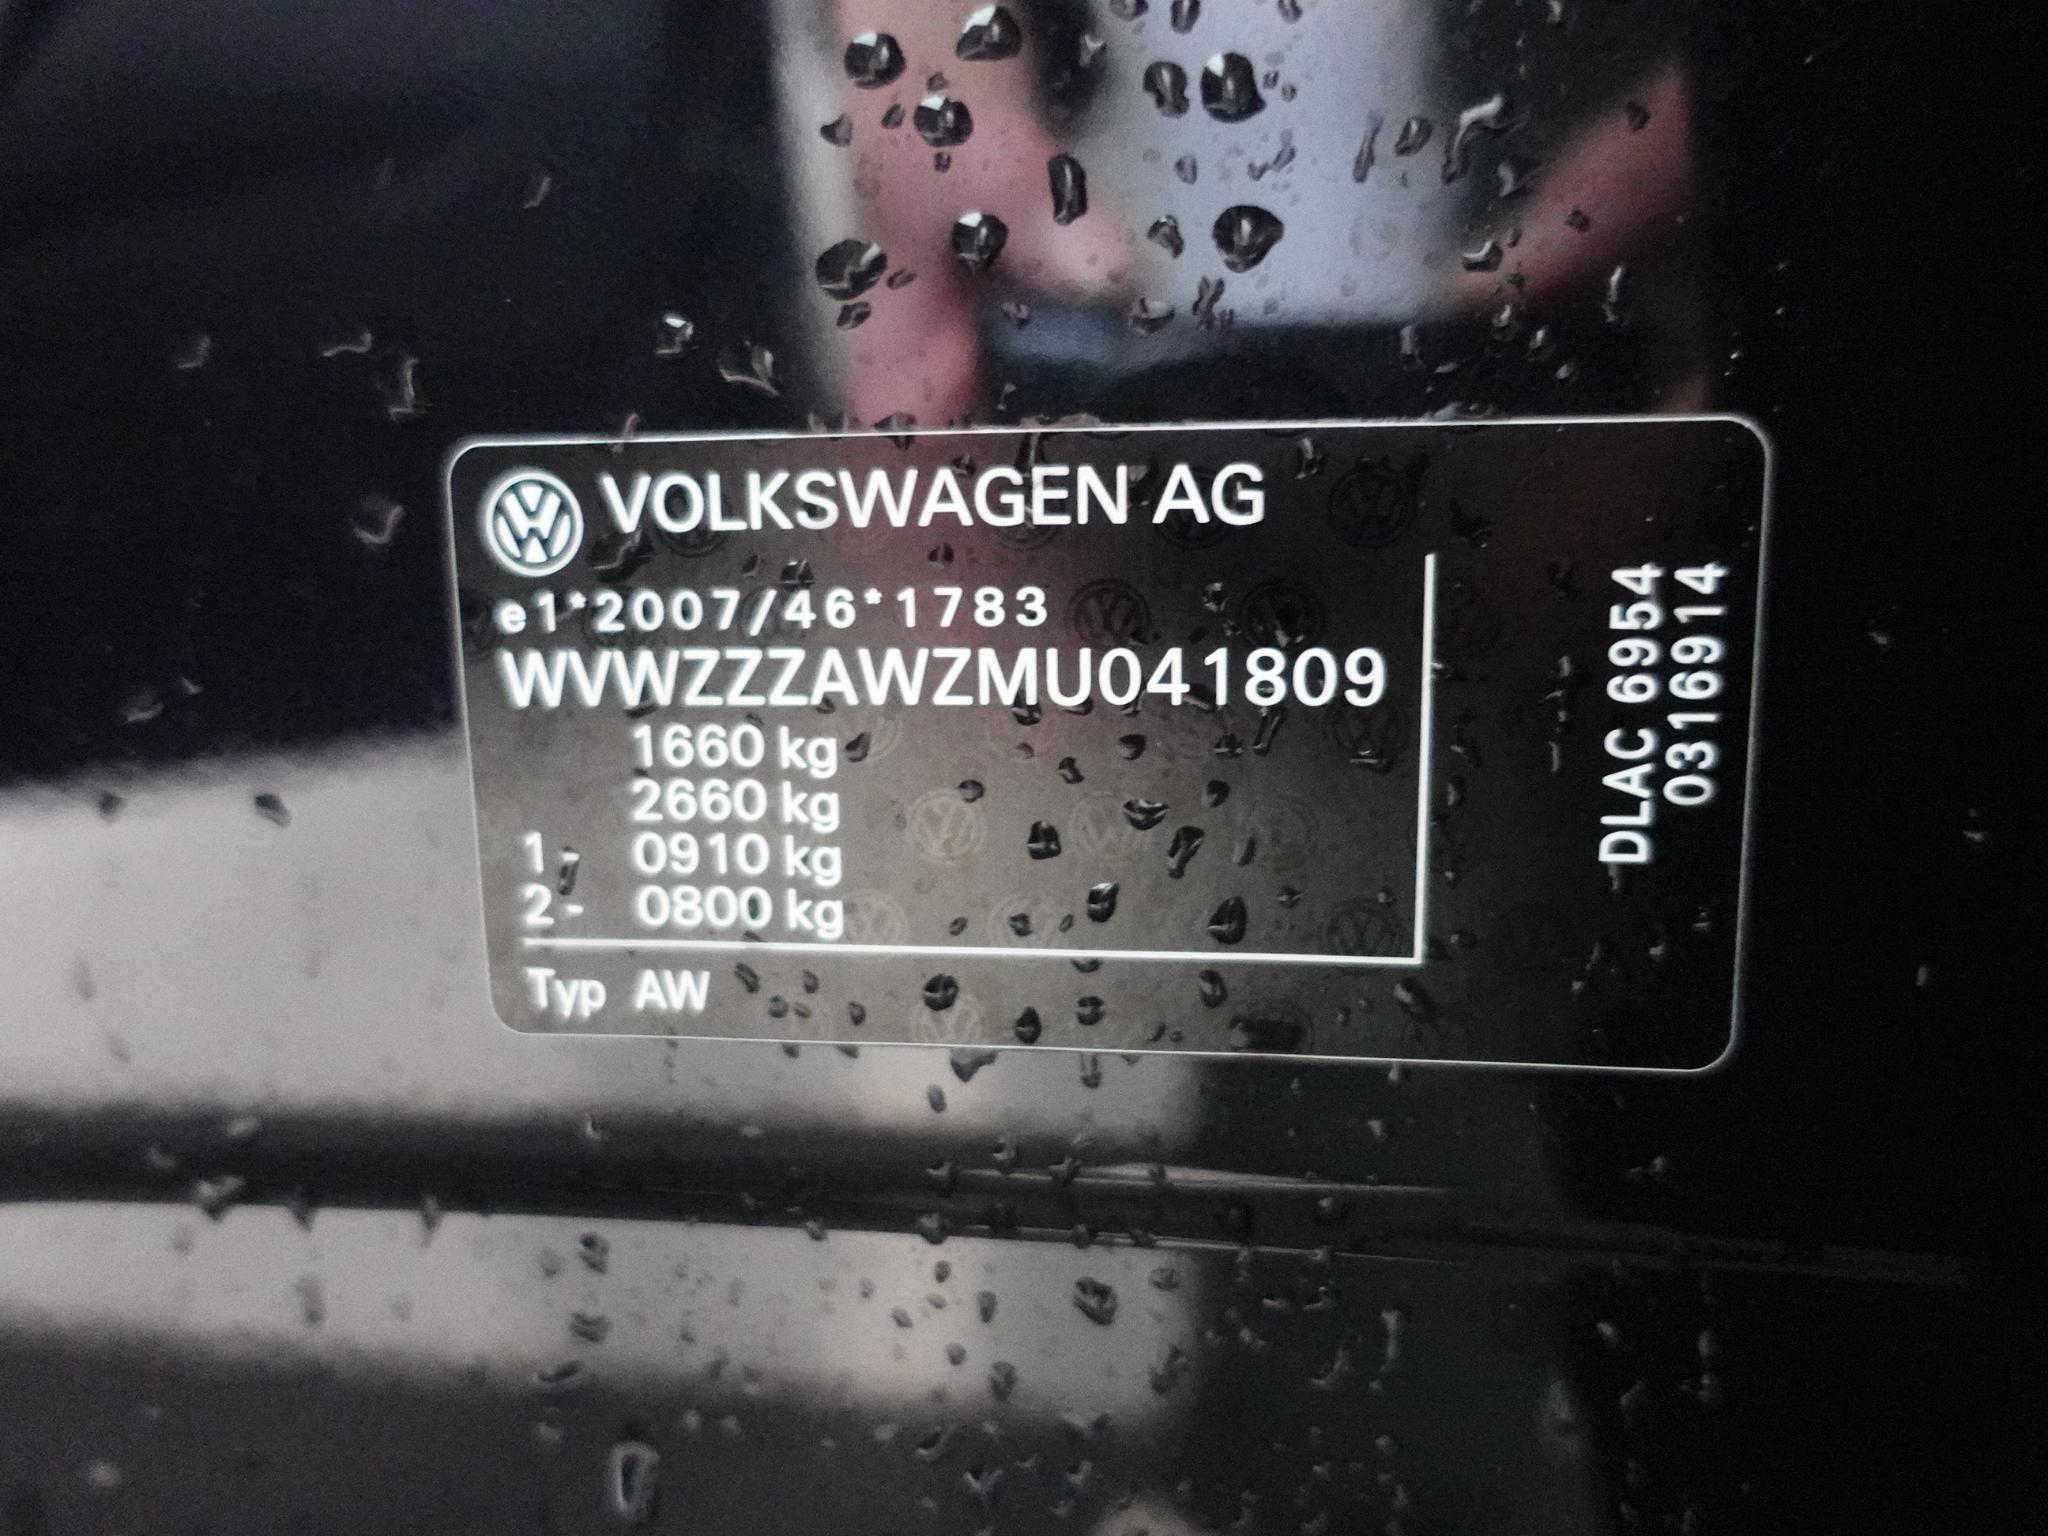 VOLKSWAGEN AG
e1*2007/46*1783
WVWZZZAWZMU041809
1660 kg
2660 kg
1- 0910 kg
2- 0800 kg
Typ AW
DLAC 6954
0316914